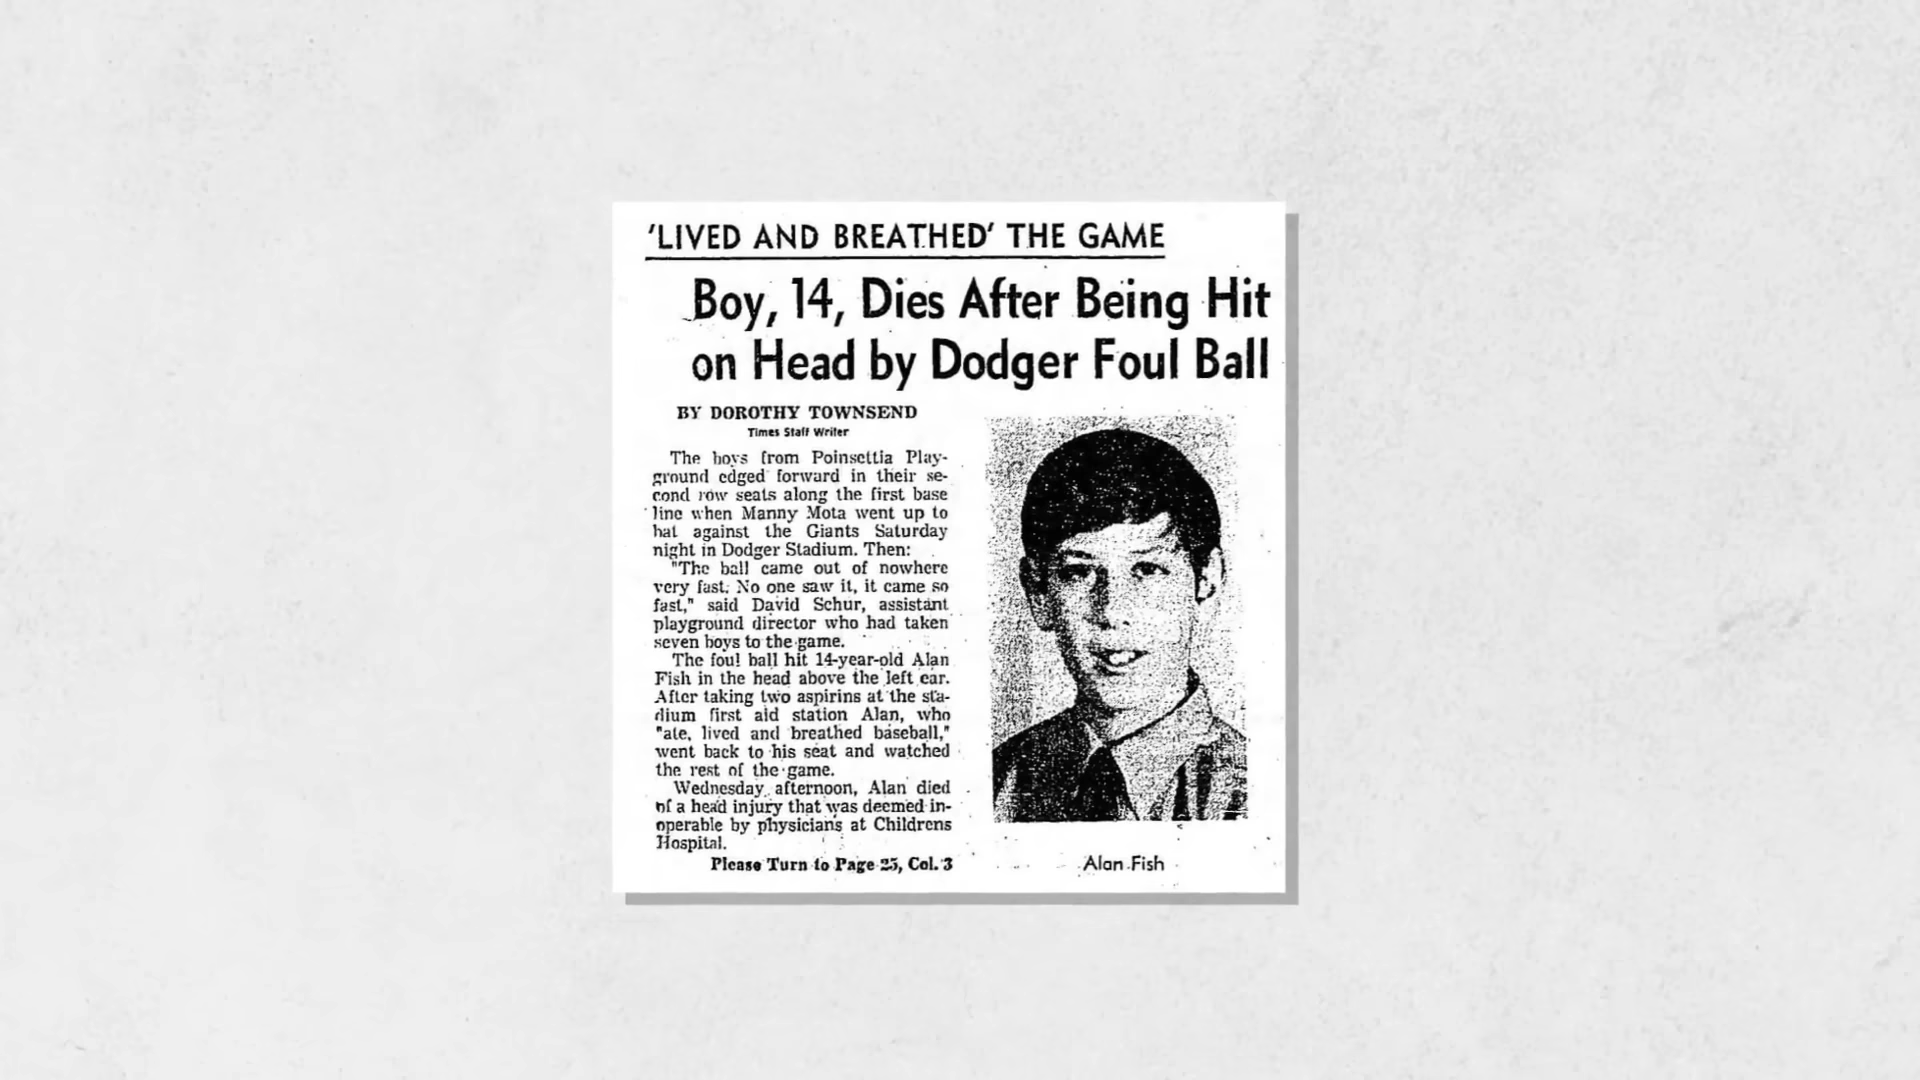 'LIVED AND BREATHED' THE GAME
Boy, 14, Dies After Being Hit
on Head by Dodger Foul Ball
BY DOROTHY TOWNSEND
Times Staff Writer
The boys from Poinsettia Play-
ground edged forward in their se-
cond row seats along the first base
line when Manny Mota went up to
bat against the Giants Saturday
night in Dodger Stadium. Then:
"The ball came out of nowhere
very fast. No one saw it, it came so
fast," said David Schur, assistant
playground director who had taken
seven boys to the game.
The foul ball hit 14-year-old Alan
Fish in the head above the left ear.
After taking two aspirins at the sta-
dium first aid station Alan, who
"ate, lived and breathed baseball,"
went back to his seat and watched
the rest of the game.
Wednesday afternoon, Alan died
of a head injury that was deemed in-
operable by physicians at Childrens
Hospital.
Please Turn to Page 25, Col. 3
Alan Fish